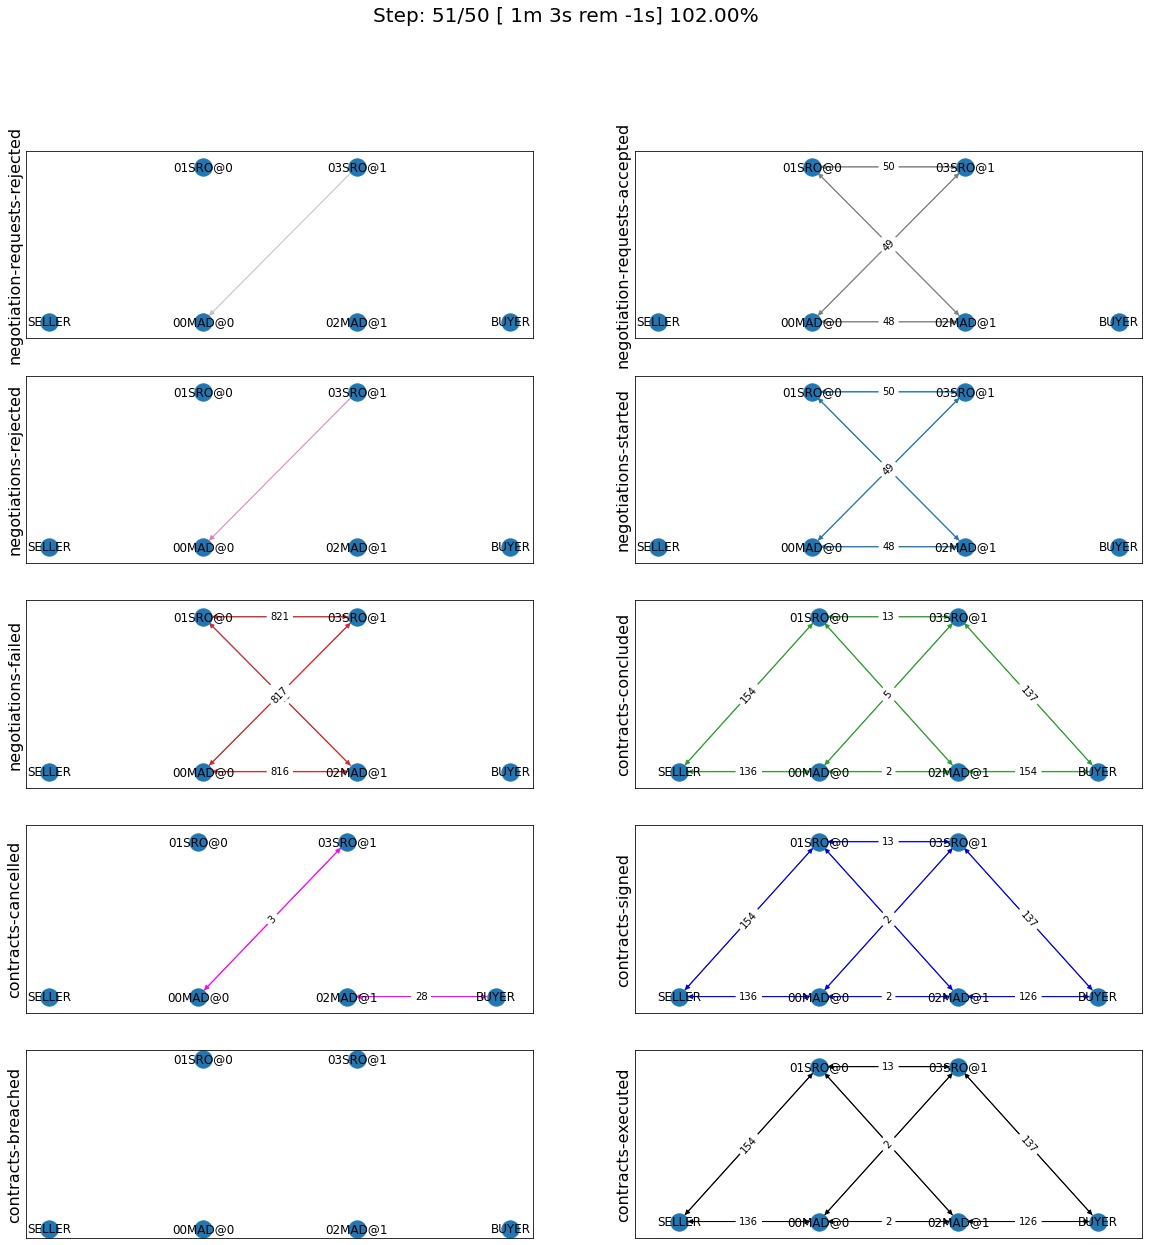 Step: 51/50 [ 1m 3s rem -1s] 102.00%
negotiation-requests-rejected
01SRO@0 03SRO@1
SELLER 00MAD@0 02MAD@1 BUYER
negotiation-requests-accepted
01SRO@0 50 03SRO@1
49
SELLER 00MAD@0 48 02MAD@1 BUYER
negotiations-rejected
01SRO@0 03SRO@1
SELLER 00MAD@0 02MAD@1 BUYER
negotiations-started
01SRO@0 50 03SRO@1
49
SELLER 00MAD@0 48 02MAD@1 BUYER
negotiations-failed
01SRO@0 821 03SRO@1
817
SELLER 00MAD@0 816 02MAD@1 BUYER
contracts-concluded
01SRO@0 13 03SRO@1
154 5 137
SELLER 136 00MAD@0 2 02MAD@1 154 BUYER
contracts-cancelled
01SRO@0 03SRO@1
3
SELLER 00MAD@0 02MAD@1 28 BUYER
contracts-signed
01SRO@0 13 03SRO@1
154 2 137
SELLER 136 00MAD@0 2 02MAD@1 126 BUYER
contracts-breached
01SRO@0 03SRO@1
SELLER 00MAD@0 02MAD@1 BUYER
contracts-executed
01SRO@0 13 03SRO@1
154 2 137
SELLER 136 00MAD@0 2 02MAD@1 126 BUYER